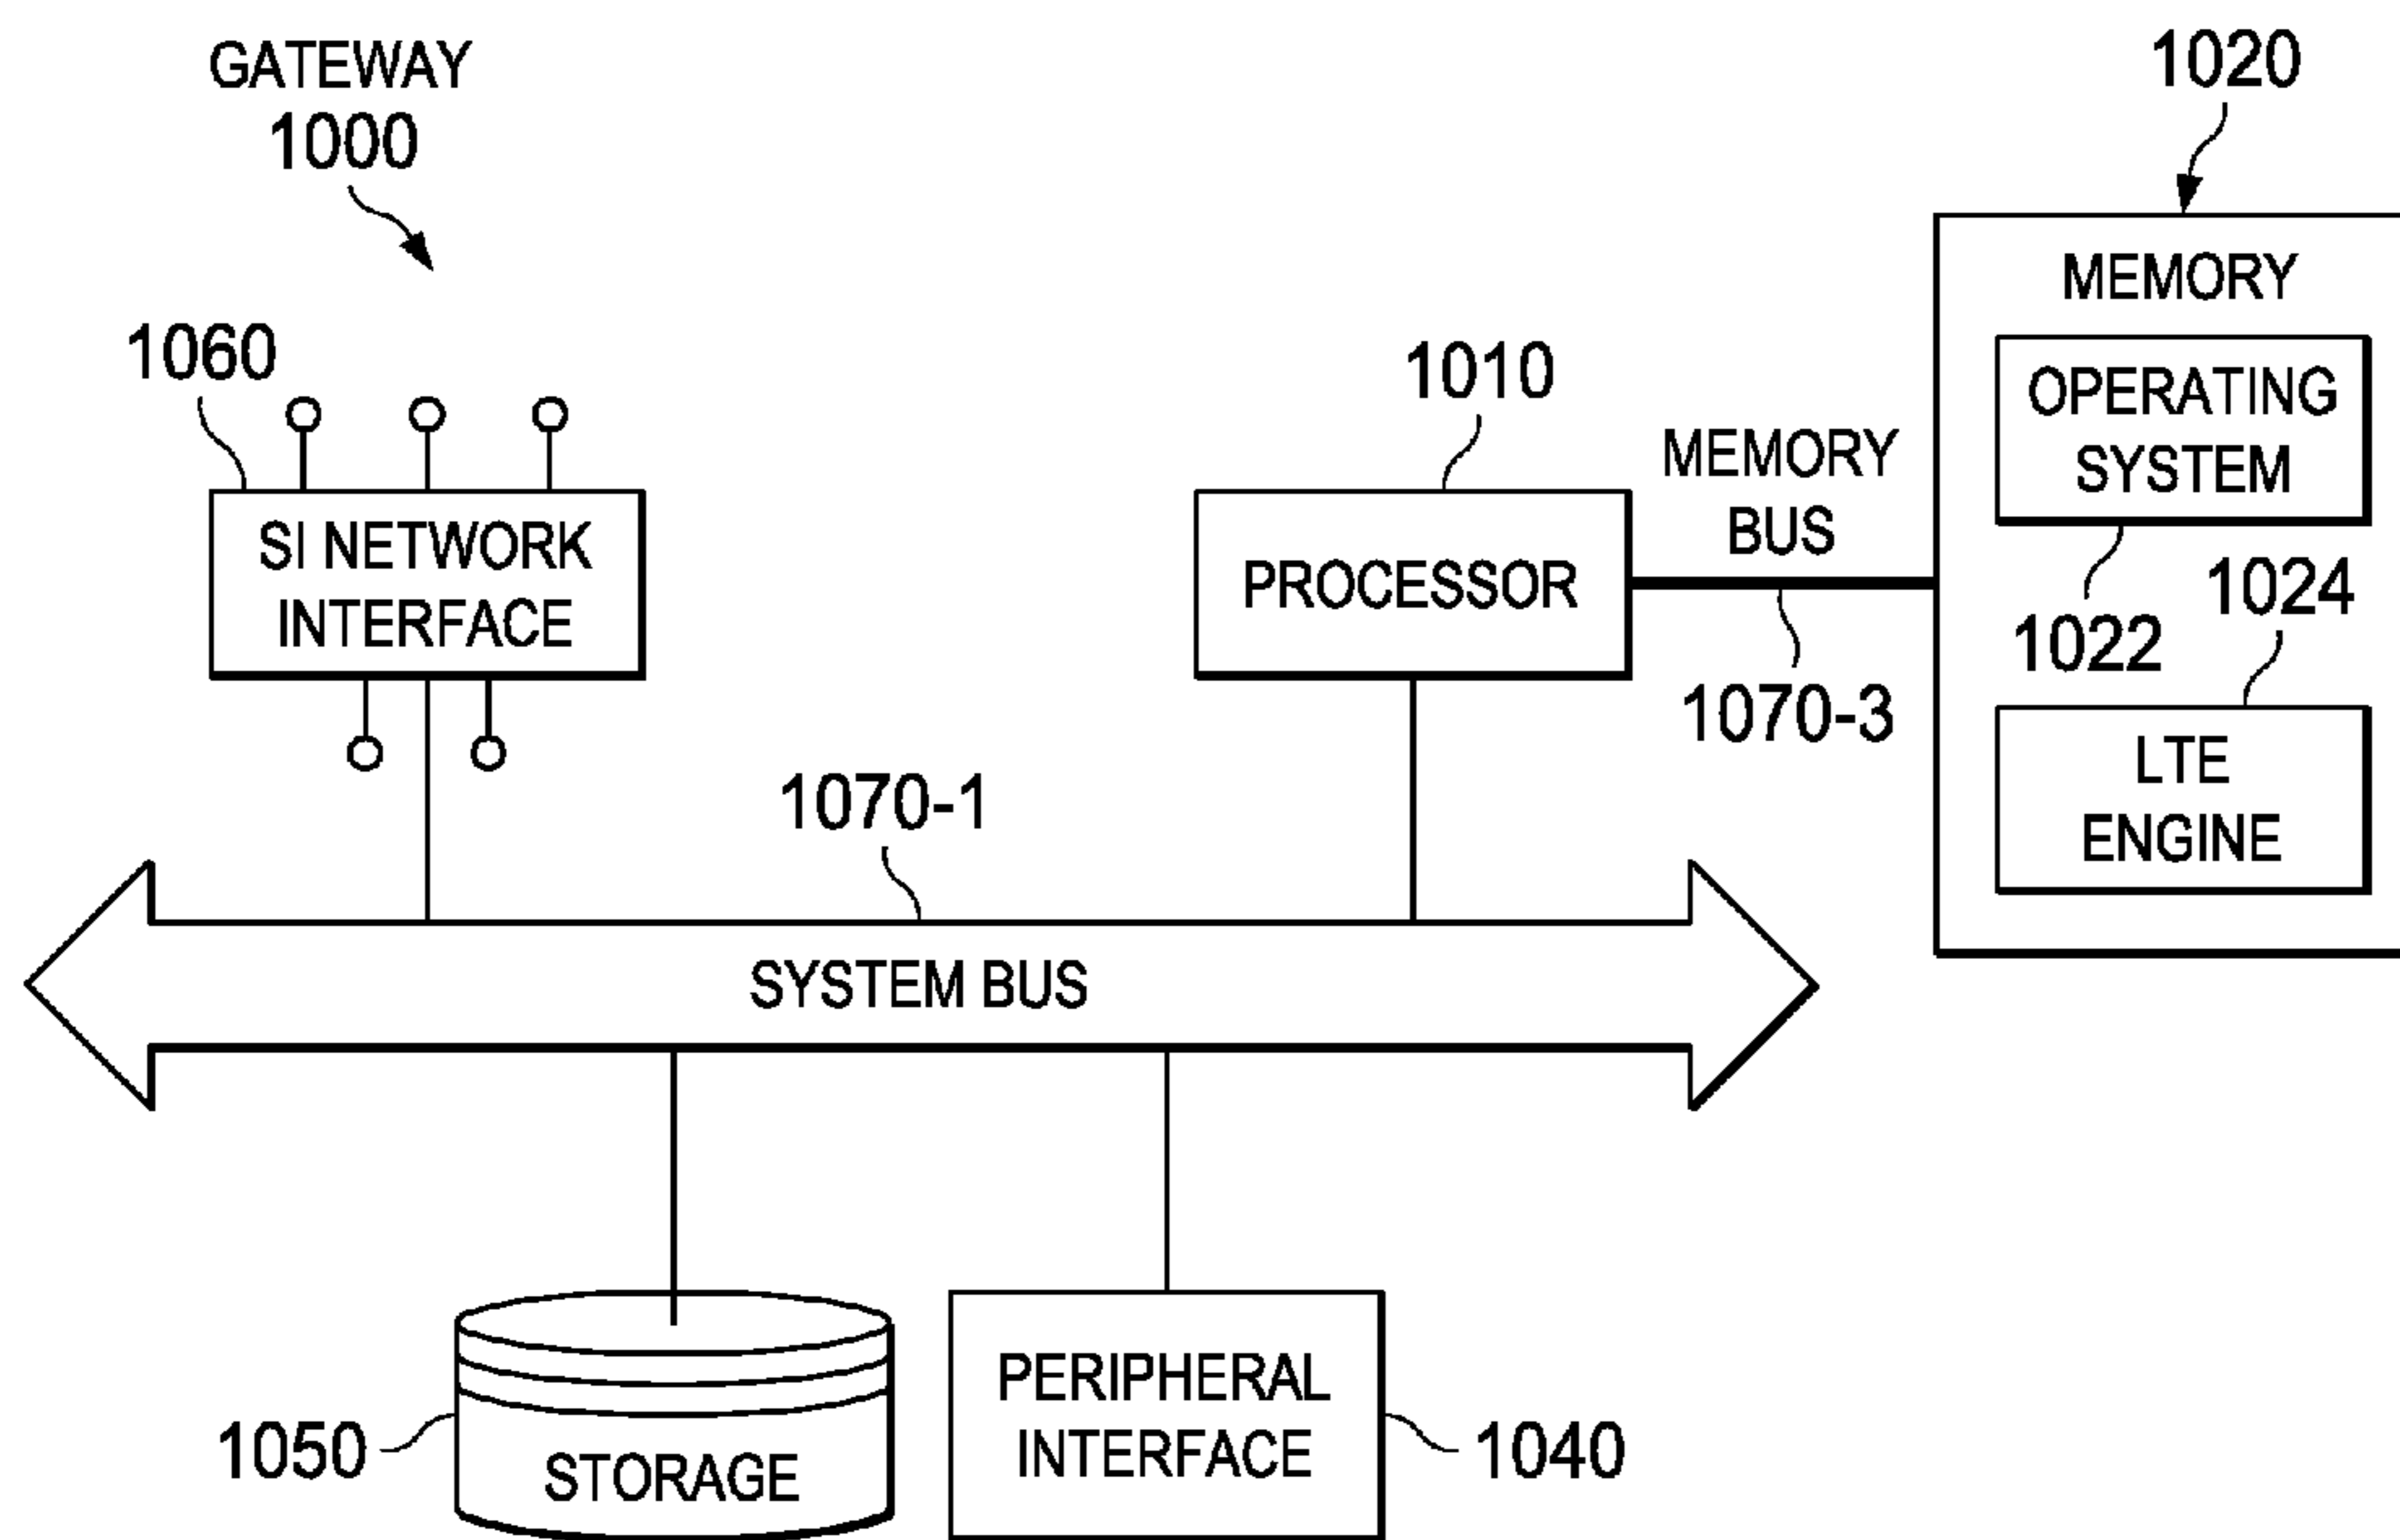 GATEWAY
1000
1020
MEMORY
OPERATING
SYSTEM
1022
1024
LTE
ENGINE
1060
SI NETWORK
INTERFACE
1010
PROCESSOR
MEMORY
BUS
1070-3
1070-1
SYSTEM BUS
1050
STORAGE
PERIPHERAL
INTERFACE
1040